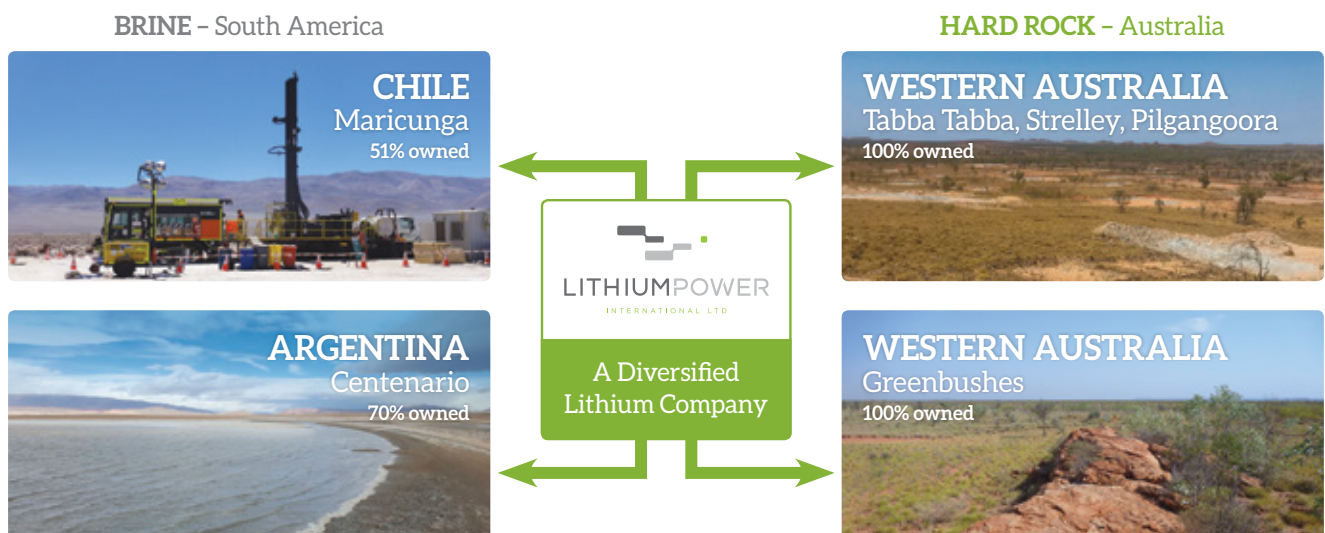 BRINE – South America
CHILE
Maricunga
51% owned
ARGENTINA
Centenario
70% owned
LITHIUMPOWER
INTERNATIONAL LTD
A Diversified
Lithium Company
HARD ROCK – Australia
WESTERN AUSTRALIA
Tabba Tabba, Strelley, Pilgangoora
100% owned
WESTERN AUSTRALIA
Greenbushes
100% owned